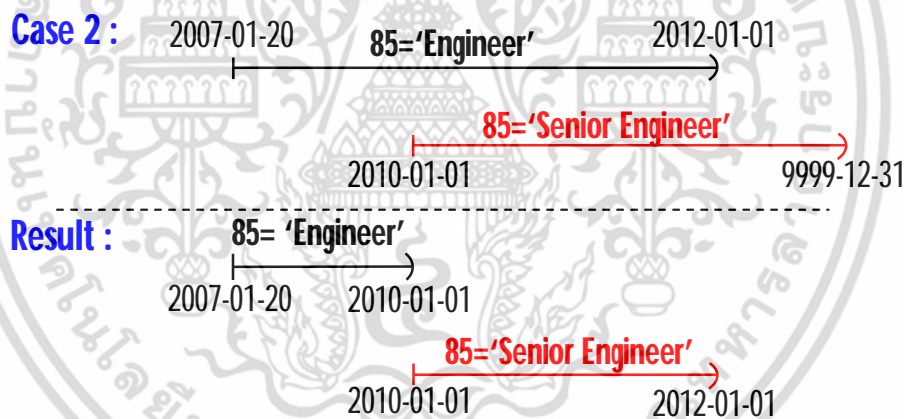 Case 2 :
2007-01-20
85='Engineer'
2012-01-01
85='Senior Engineer'
2010-01-01
9999-12-31
Result :
85= 'Engineer'
2007-01-20
2010-01-01
85='Senior Engineer'
2010-01-01
2012-01-01